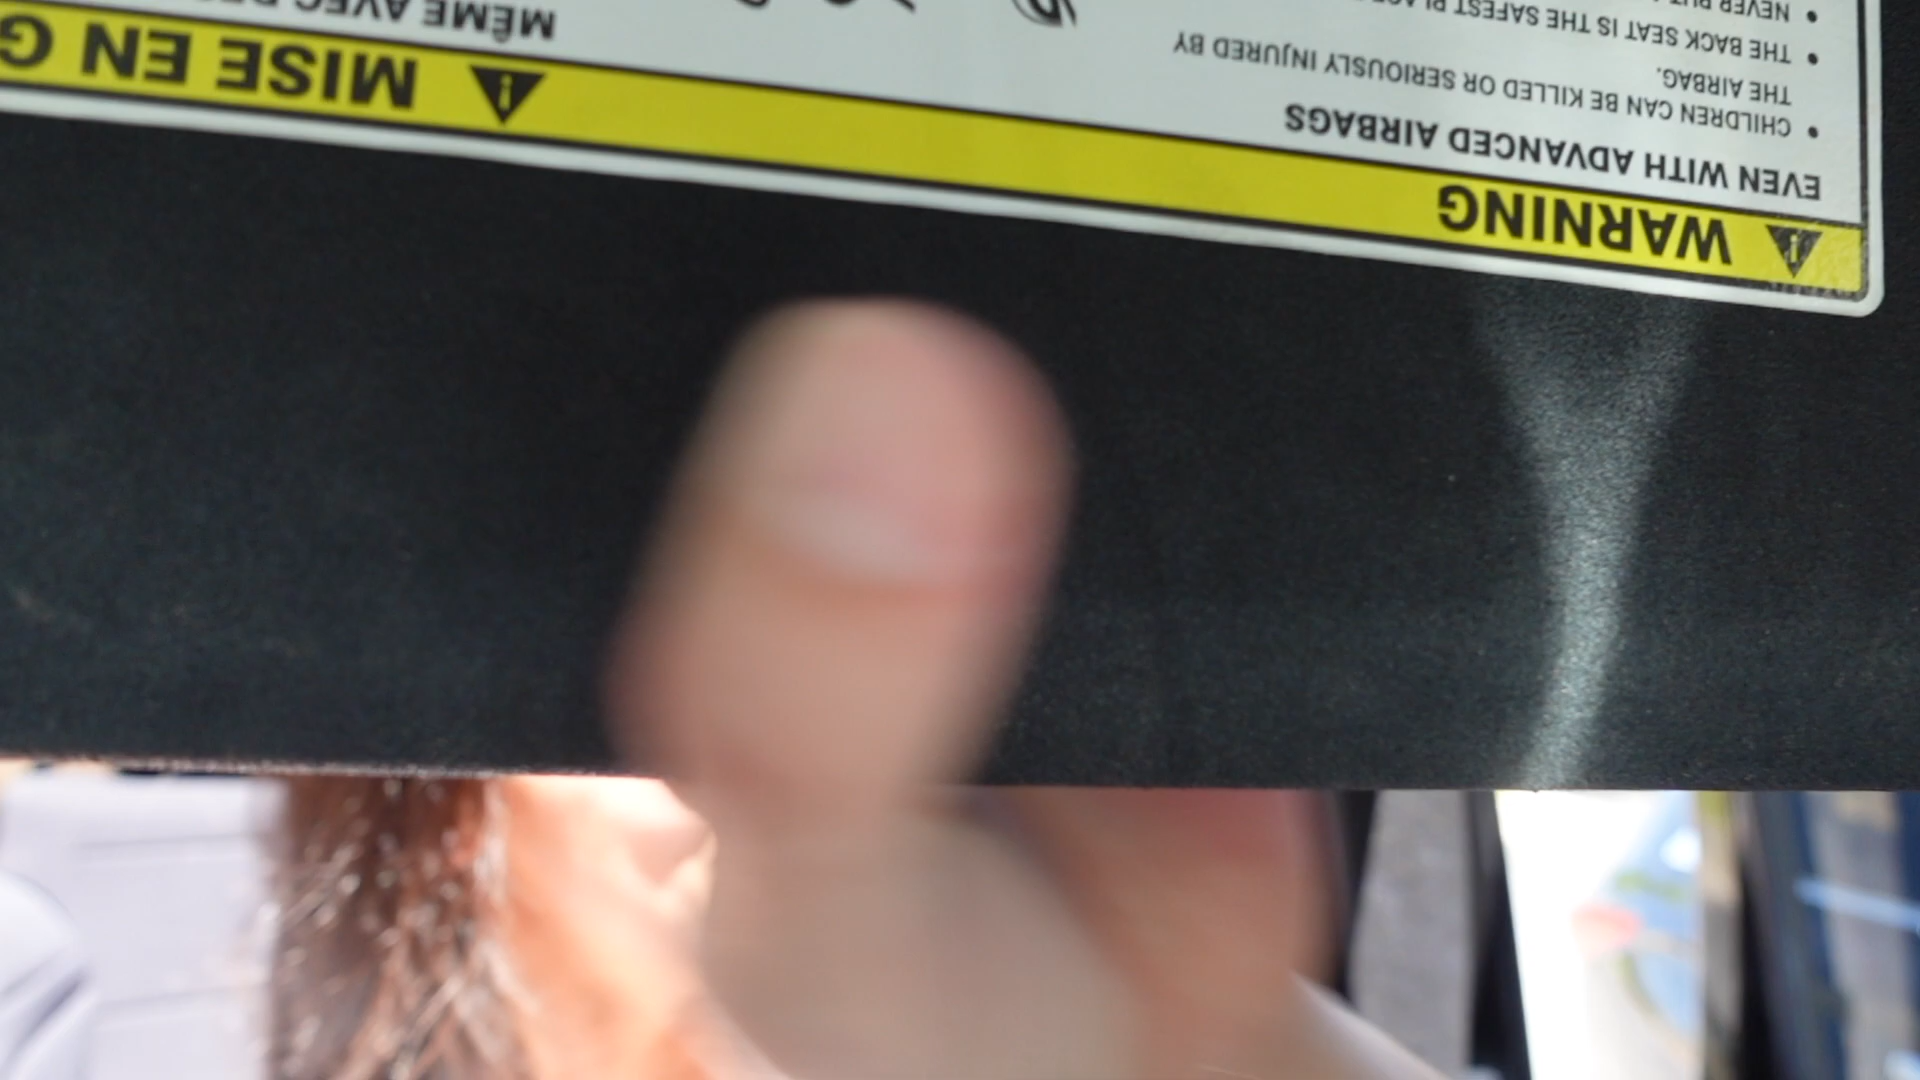 WARNING
EVEN WITH ADVANCED AIRBAGS
• CHILDREN CAN BE KILLED OR SERIOUSLY INJURED BY
THE AIRBAG.
• THE BACK SEAT IS THE SAFEST
• NEVER
MISE EN G
MÊME AVEC